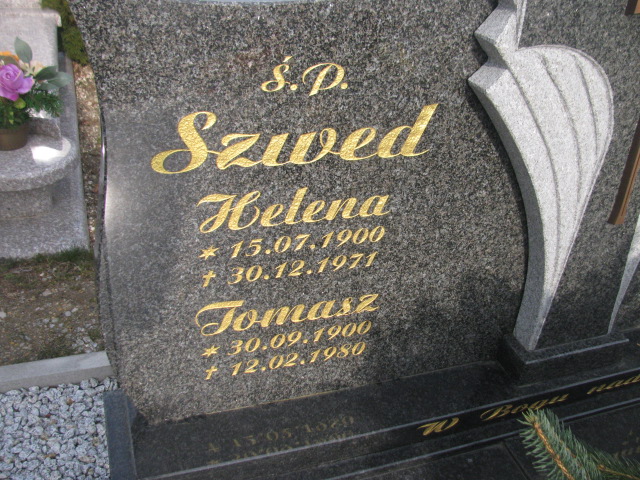 Ś.P.
Szwed
Helena
* 15.07.1900
† 30.12.1971
Tomasz
* 30.09.1900
† 12.02.1980
W Bogu